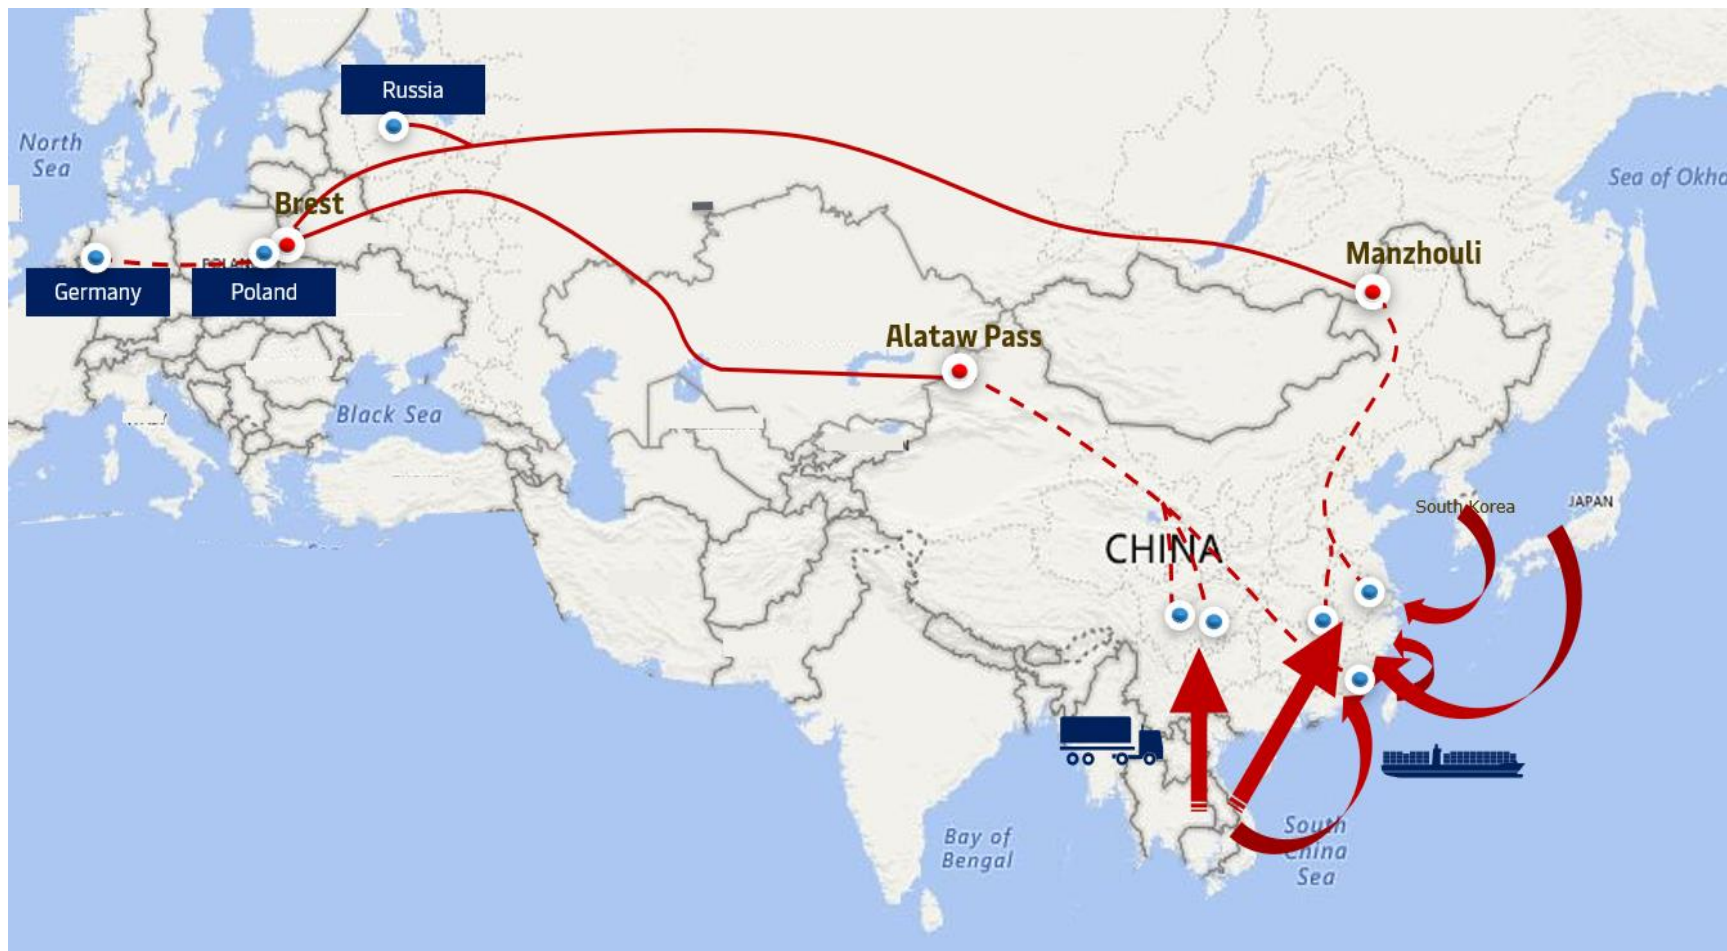 Russia
North
Sea
Sea of Okho
Brest
Manzhouli
Germany
Poland
Alataw Pass
Black Sea
South Korea
JAPAN
CHINA
Bay of
Bengal
South
China
Sea